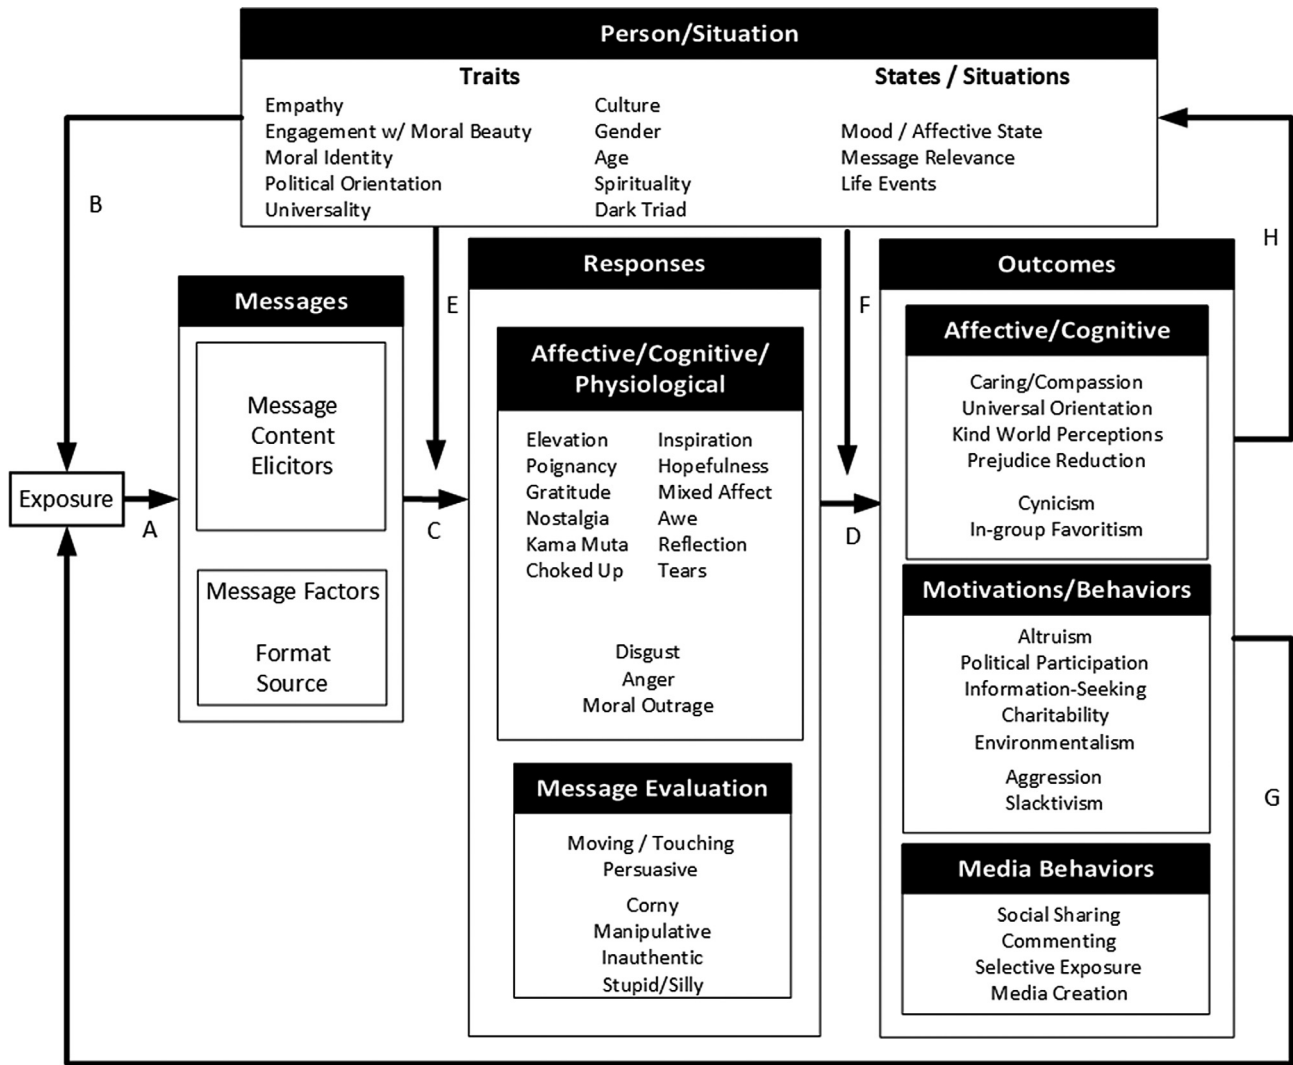 Person/Situation
Traits
Empathy
Engagement w/ Moral Beauty
Moral Identity
Political Orientation
Universality
Culture
Gender
Age
Spirituality
Dark Triad
States / Situations
Mood / Affective State
Message Relevance
Life Events
B
E
F
H
Exposure
A
Messages
Message
Content
Elicitors
Message Factors
Format
Source
C
Responses
Affective/Cognitive/
Physiological
Elevation
Poignancy
Gratitude
Nostalgia
Kama Muta
Choked Up
Inspiration
Hopefulness
Mixed Affect
Awe
Reflection
Tears
Disgust
Anger
Moral Outrage
Message Evaluation
Moving / Touching
Persuasive
Corny
Manipulative
Inauthentic
Stupid/Silly
D
Outcomes
Affective/Cognitive
Caring/Compassion
Universal Orientation
Kind World Perceptions
Prejudice Reduction
Cynicism
In-group Favoritism
Motivations/Behaviors
Altruism
Political Participation
Information-Seeking
Charitability
Environmentalism
Aggression
Slacktivism
Media Behaviors
Social Sharing
Commenting
Selective Exposure
Media Creation
G